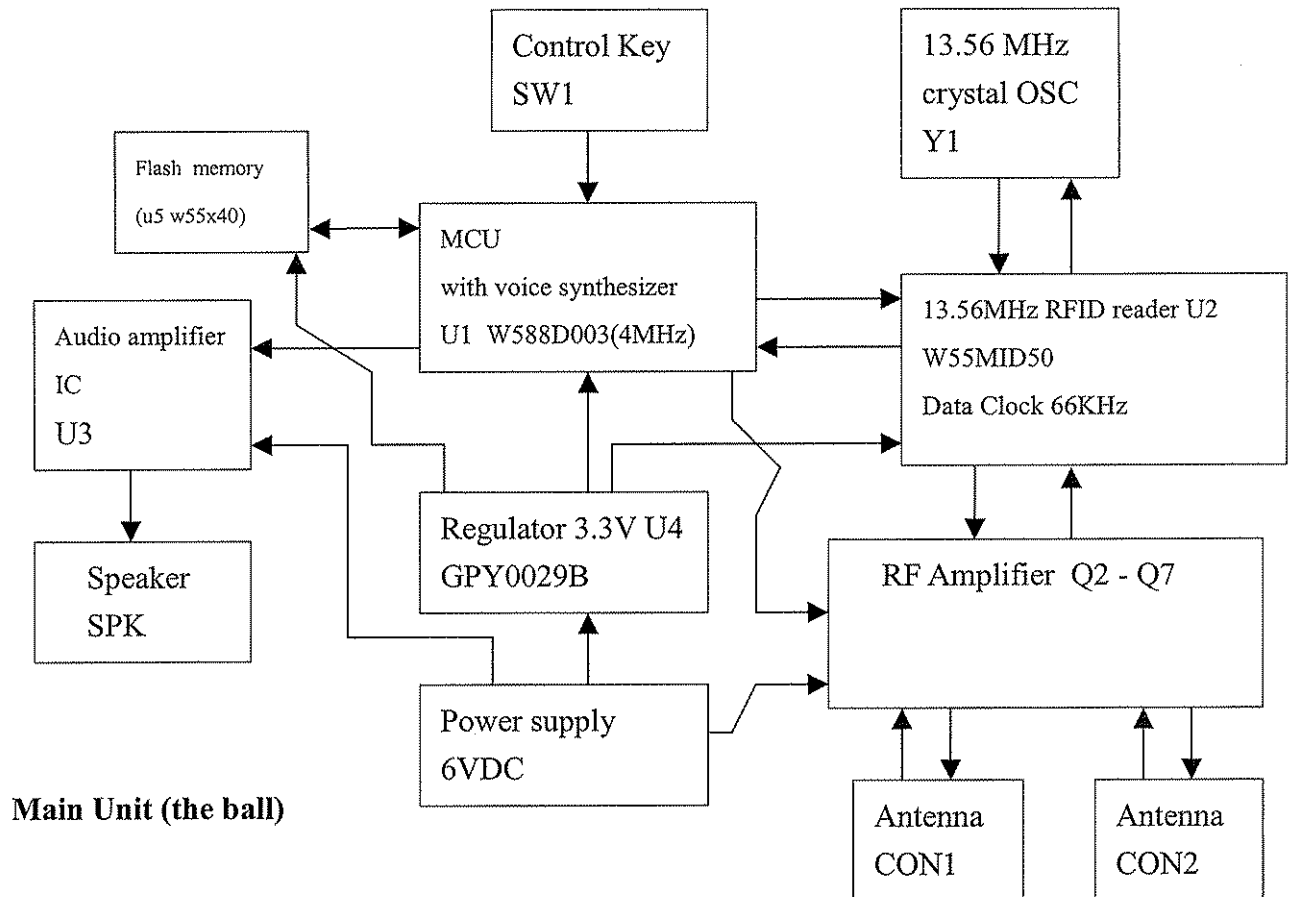 Control Key
SW1
13.56 MHz
crystal OSC
Y1
Flash memory
(u5 w55x40)
MCU
with voice synthesizer
U1 W588D003(4MHz)
13.56MHz RFID reader U2
W55MID50
Data Clock 66KHz
Audio amplifier
IC
U3
Regulator 3.3V U4
GPY0029B
RF Amplifier Q2 - Q7
Speaker
SPK
Power supply
6VDC
Main Unit (the ball)
Antenna
CON1
Antenna
CON2